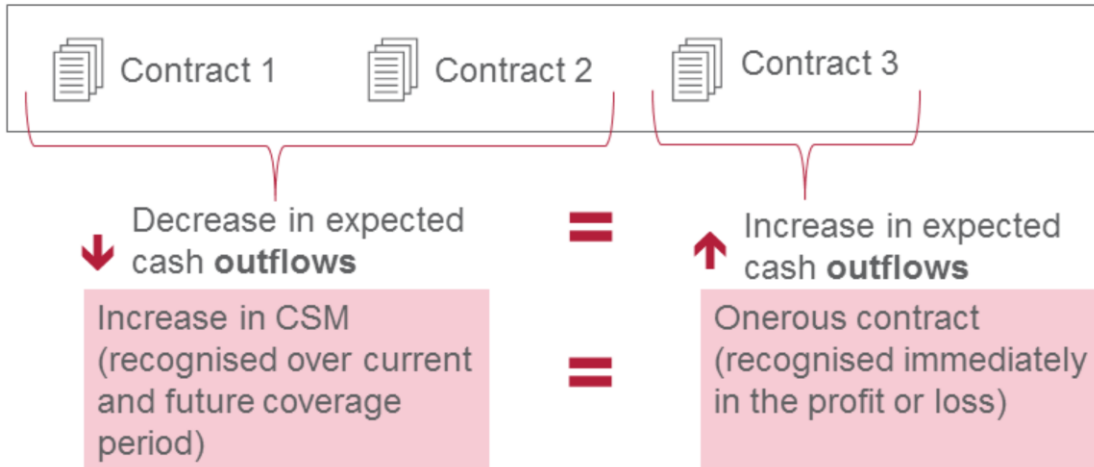 Contract 1
Contract 2
Contract 3
Decrease in expected
cash outflows
=
Increase in expected
cash outflows
Increase in CSM
(recognised over current
and future coverage
period)
=
Onerous contract
(recognised immediately
in the profit or loss)